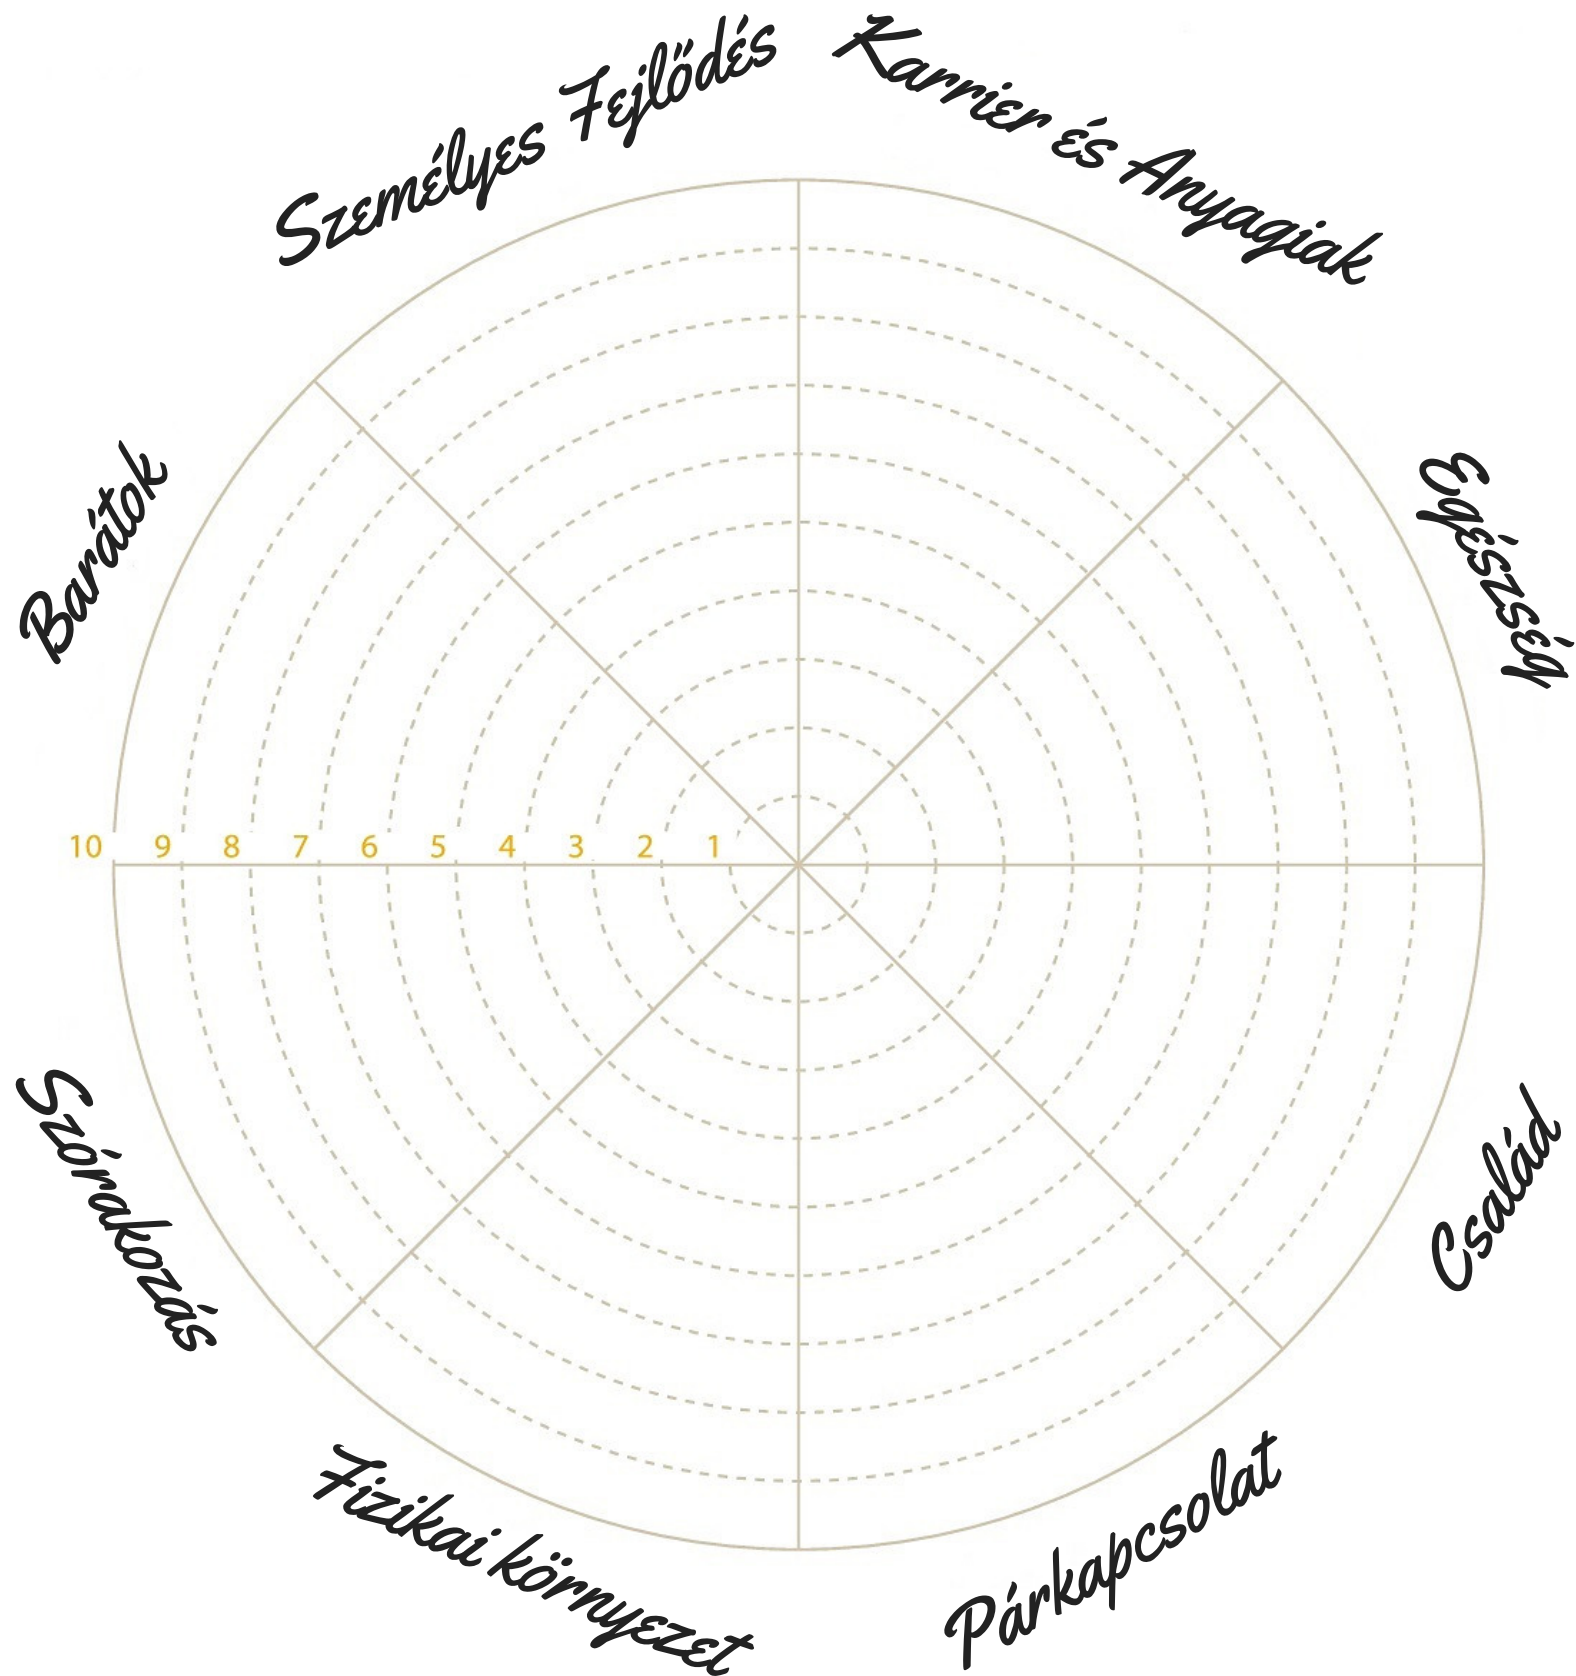 Személyes Fejlődés
Karrier és Anyagiak
Barátok
Egészség
10 9 8 7 6 5 4 3 2 1
Szórakozás
Család
Fizikai környezet
Párkapcsolat